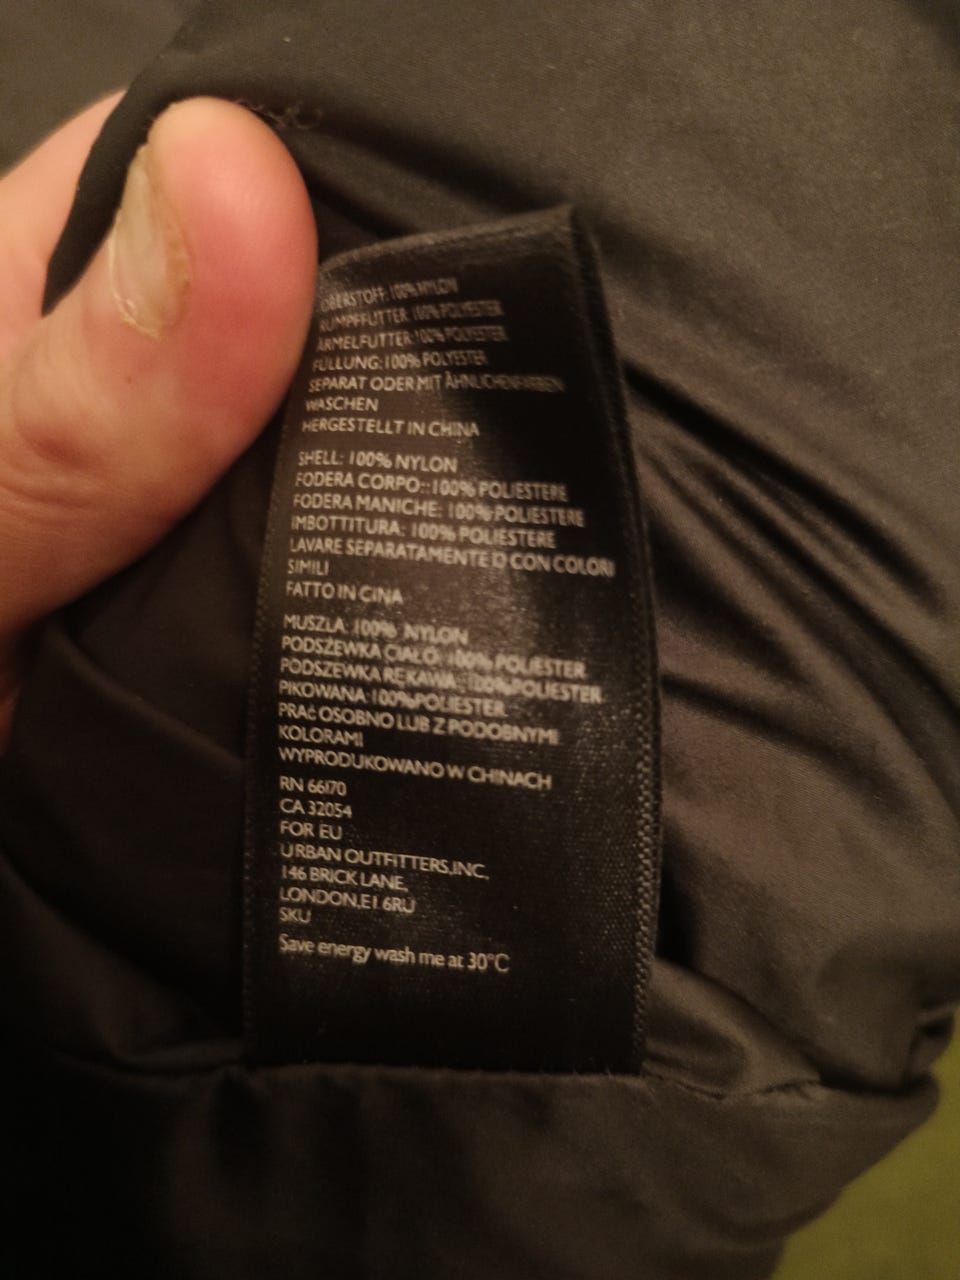 OBERSTOFF: 100% NYLON
RUMPFFUTTER: 100% POLYESTER
ÄRMELFUTTER: 100% POLYESTER
FÜLLUNG: 100% POLYESTER
SEPARAT ODER MIT ÄHNLICHENFARBEN
WASCHEN
HERGESTELLT IN CHINA
SHELL: 100% NYLON
FODERA CORPO:: 100% POLIESTERE
FODERA MANICHE: 100% POLIESTERE
IMBOTTITURA: 100% POLIESTERE
LAVARE SEPARATAMENTE O CON COLORI
SIMILI
FATTO IN CINA
MUSZLA: 100% NYLON
PODSZEWKA CIAŁO: 100% POLIESTER
PODSZEWKA RĘKAWA: 100% POLIESTER
PIKOWANA: 100%POLIESTER
PRAĆ OSOBNO LUB Z PODOBNYMI
KOLORAMI
WYPRODUKOWANO W CHINACH
RN 66170
CA 32054
FOR EU
URBAN OUTFITTERS,INC,
146 BRICK LANE,
LONDON,E1 6RU
SKU
Save energy wash me at 30°C